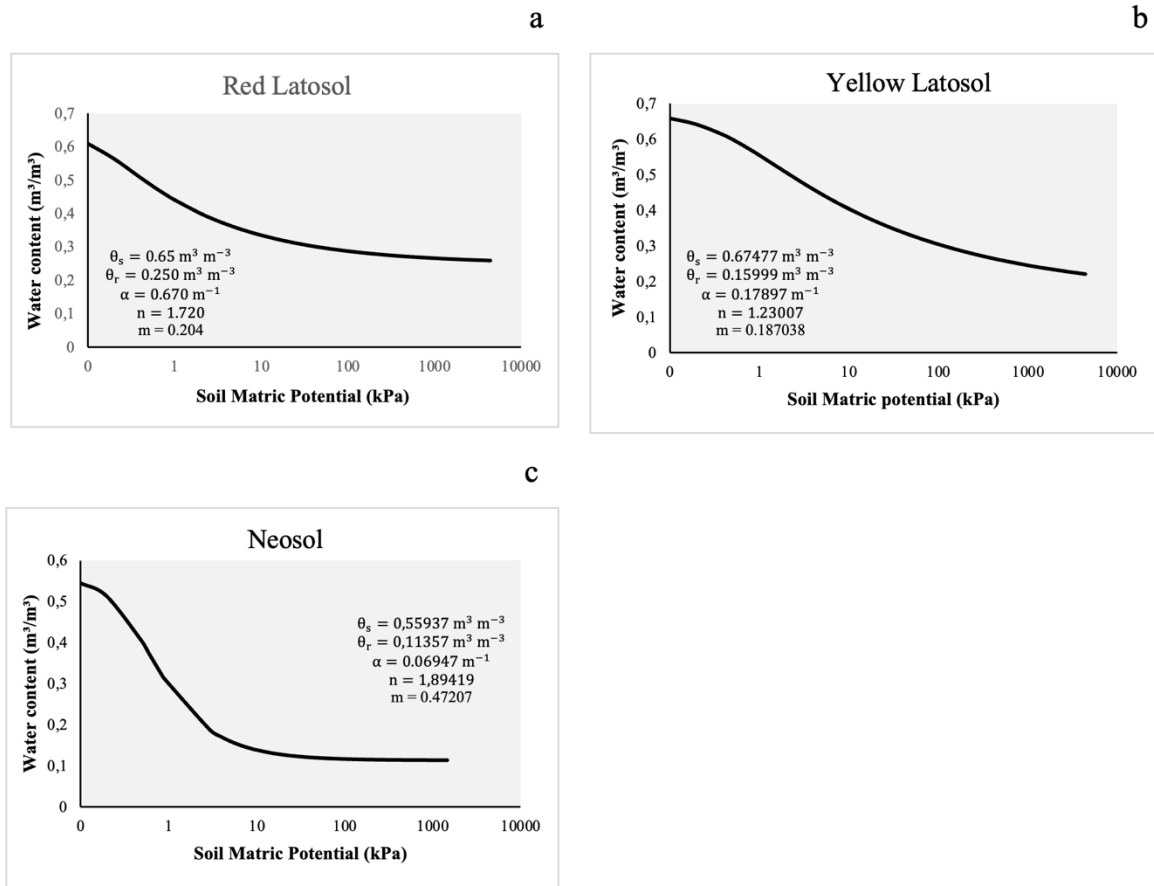 a
Red Latosol
Water content (m³/m³)
0,7
0,6
0,5
0,4
0,3
0,2
0,1
0
θₛ = 0.65 m³ m⁻³
θᵣ = 0.250 m³ m⁻³
α = 0.670 m⁻¹
n = 1.720
m = 0.204
0 1 10 100 1000 10000
Soil Matric Potential (kPa)
b
Yellow Latosol
Water content (m³/m³)
0,7
0,6
0,5
0,4
0,3
0,2
0,1
0
θₛ = 0.67477 m³ m⁻³
θᵣ = 0.15999 m³ m⁻³
α = 0.17897 m⁻¹
n = 1.23007
m = 0.187038
0 1 10 100 1000 10000
Soil Matric potential (kPa)
c
Neosol
Water content (m³/m³)
0,6
0,5
0,4
0,3
0,2
0,1
0
θₛ = 0,55937 m³ m⁻³
θᵣ = 0,11357 m³ m⁻³
α = 0.06947 m⁻¹
n = 1,89419
m = 0.47207
0 1 10 100 1000 10000
Soil Matric Potential (kPa)